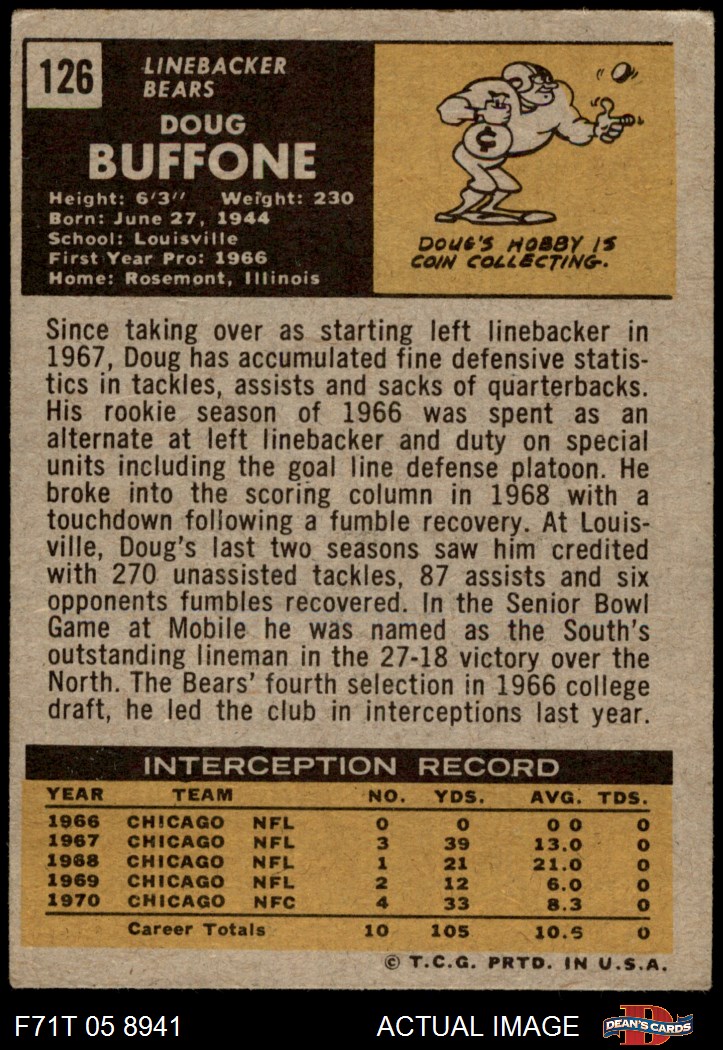 126
LINEBACKER
BEARS
DOUG
BUFFONE
Height: 6'3" Weight: 230
Born: June 27, 1944
School: Louisville
First Year Pro: 1966
Home: Rosemont, Illinois
¢
DOUG'S HOBBY IS
COIN COLLECTING.
Since taking over as starting left linebacker in
1967, Doug has accumulated fine defensive statis-
tics in tackles, assists and sacks of quarterbacks.
His rookie season of 1966 was spent as an
alternate at left linebacker and duty on special
units including the goal line defense platoon. He
broke into the scoring column in 1968 with a
touchdown following a fumble recovery. At Louis-
ville, Doug's last two seasons saw him credited
with 270 unassisted tackles, 87 assists and six
opponents fumbles recovered. In the Senior Bowl
Game at Mobile he was named as the South's
outstanding lineman in the 27-18 victory over the
North. The Bears' fourth selection in 1966 college
draft, he led the club in interceptions last year.
INTERCEPTION RECORD
YEAR TEAM NO. YDS. AVG. TDS.
1966 CHICAGO NFL 0 0 0 0 0
1967 CHICAGO NFL 3 39 13.0 0
1968 CHICAGO NFL 1 21 21.0 0
1969 CHICAGO NFL 2 12 6.0 0
1970 CHICAGO NFC 4 33 8.3 0
Career Totals 10 105 10.5 0
© T.C.G. PRTD. IN U.S.A.
F71T 05 8941 ACTUAL IMAGE D DEAN'S CARDS